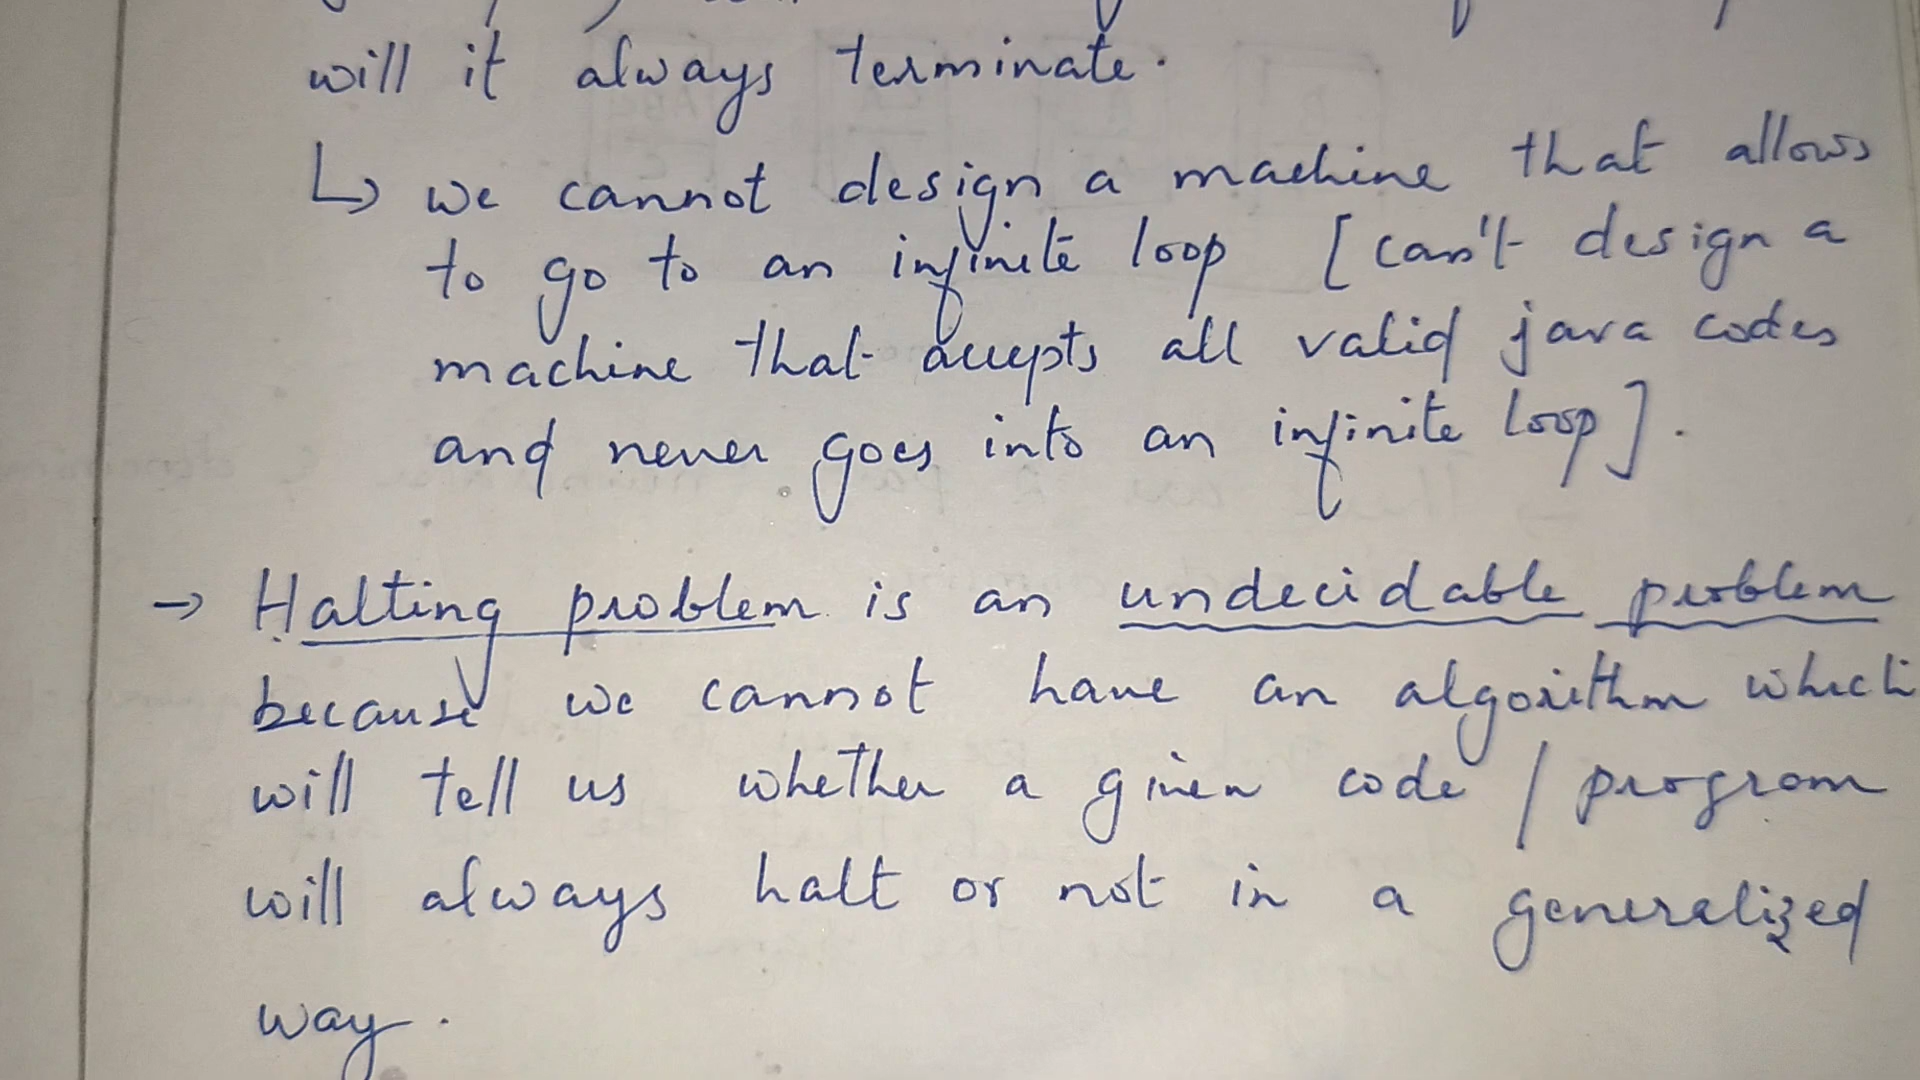 will it always terminate.
↳ we cannot design a machine that allows
to go to an infinite loop [can't design a
machine that accepts all valid java codes
and never goes into an infinite loop].
→ Halting problem is an undecidable problem
because we cannot have an algorithm which
will tell us whether a given code / program
will always halt or not in a generalized
way.